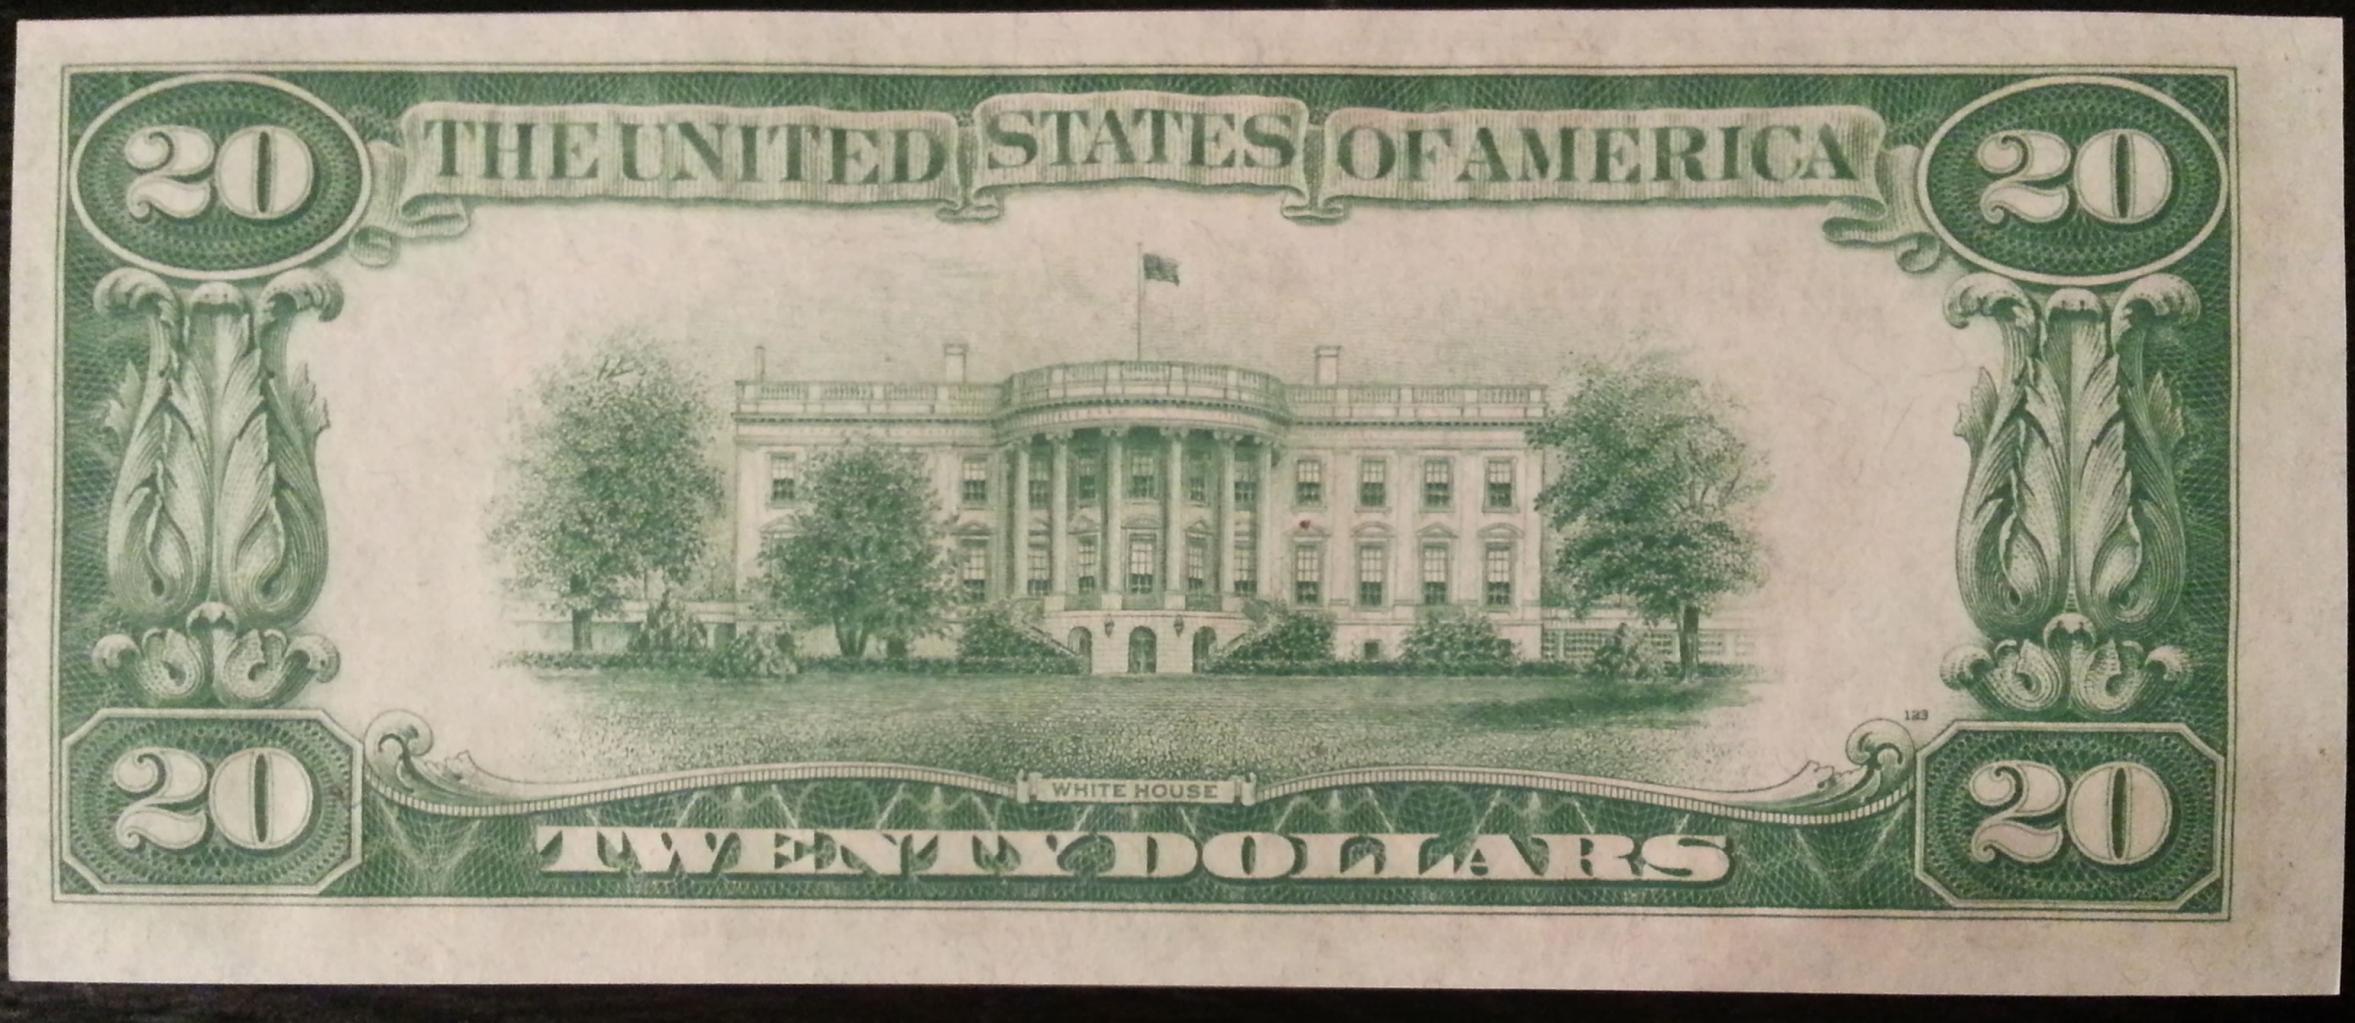 20 THE UNITED STATES OF AMERICA 20
123
WHITE HOUSE
20 TWENTY DOLLARS 20